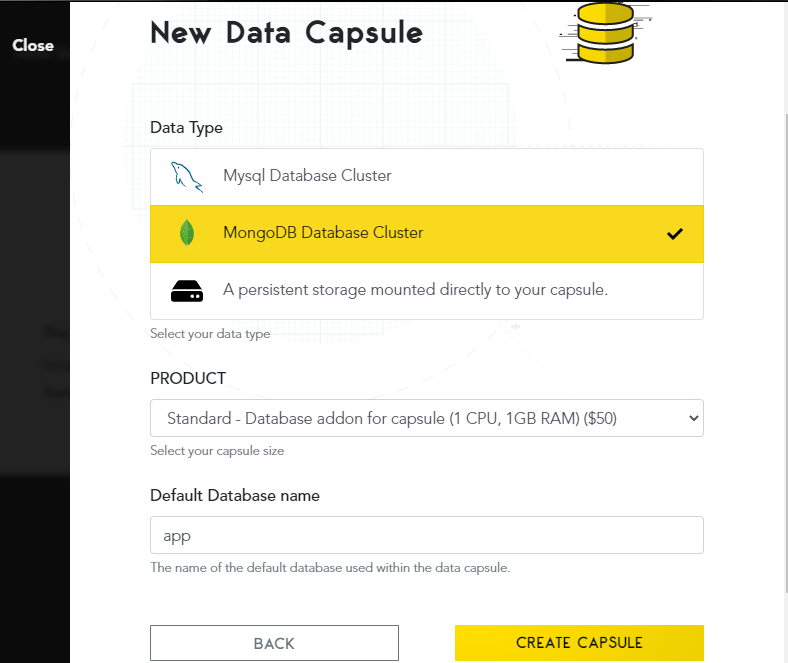 New Data Capsule
Close
Data Type
Mysql Database Cluster
MongoDB Database Cluster
A persistent storage mounted directly to your capsule.
Select your data type
PRODUCT
Standard - Database addon for capsule (1 CPU, 1GB RAM) ($50)
Select your capsule size
Default Database name
app
The name of the default database used within the data capsule.
BACK
CREATE CAPSULE